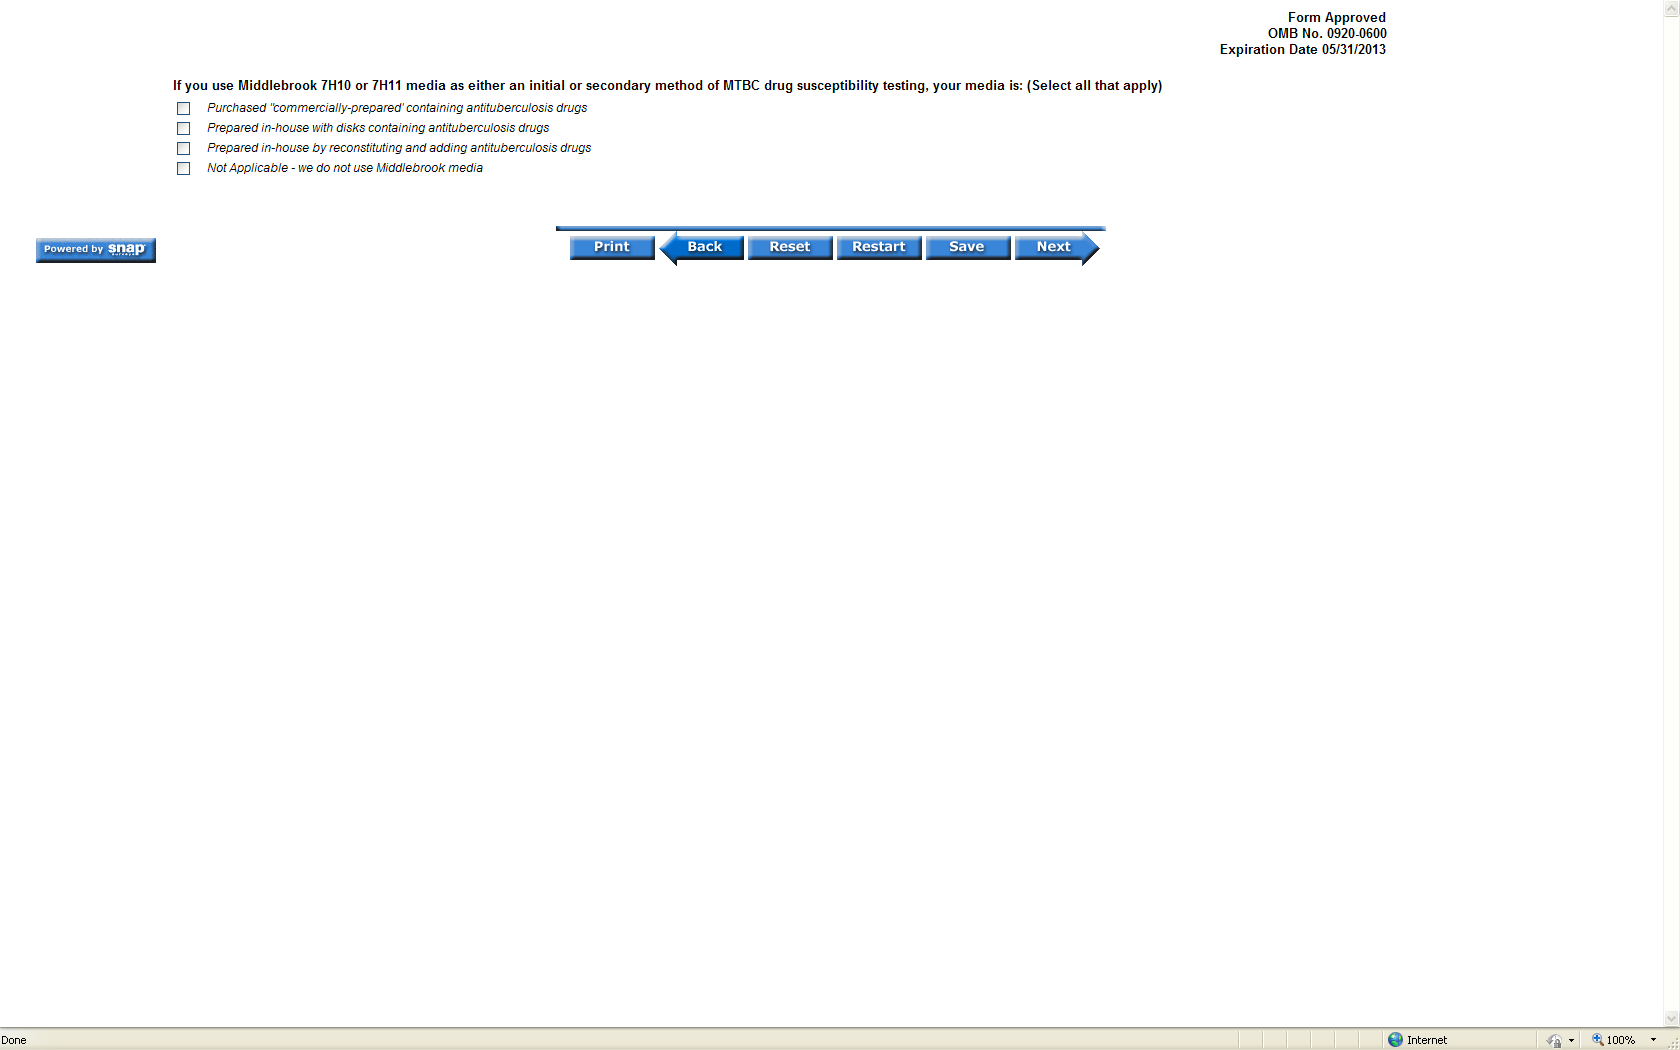 Form Approved
OMB No. 0920-0600
Expiration Date 05/31/2013
If you use Middlebrook 7H10 or 7H11 media as either an initial or secondary method of MTBC drug susceptibility testing, your media is: (Select all that apply)
Purchased "commercially-prepared' containing antituberculosis drugs
Prepared in-house with disks containing antituberculosis drugs
Prepared in-house by reconstituting and adding antituberculosis drugs
Not Applicable - we do not use Middlebrook media
Powered by snap surveys
Print Back Reset Restart Save Next
Done Internet 100%